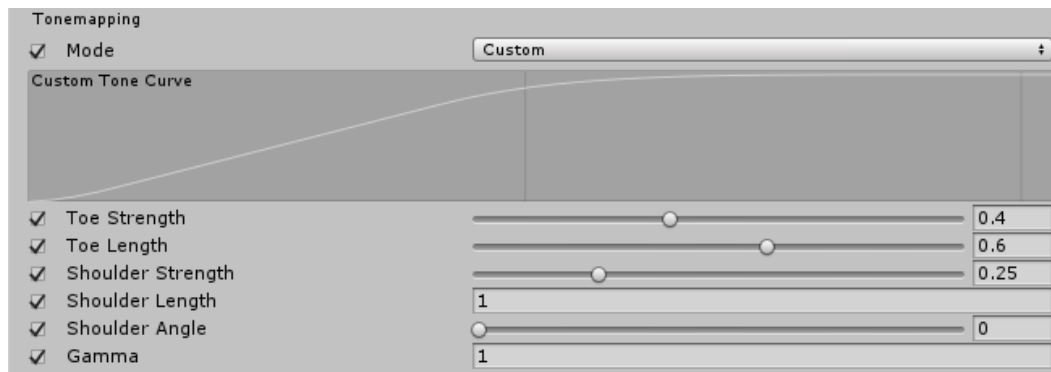 Tonemapping
Mode Custom
Custom Tone Curve
Toe Strength 0.4
Toe Length 0.6
Shoulder Strength 0.25
Shoulder Length 1
Shoulder Angle 0
Gamma 1